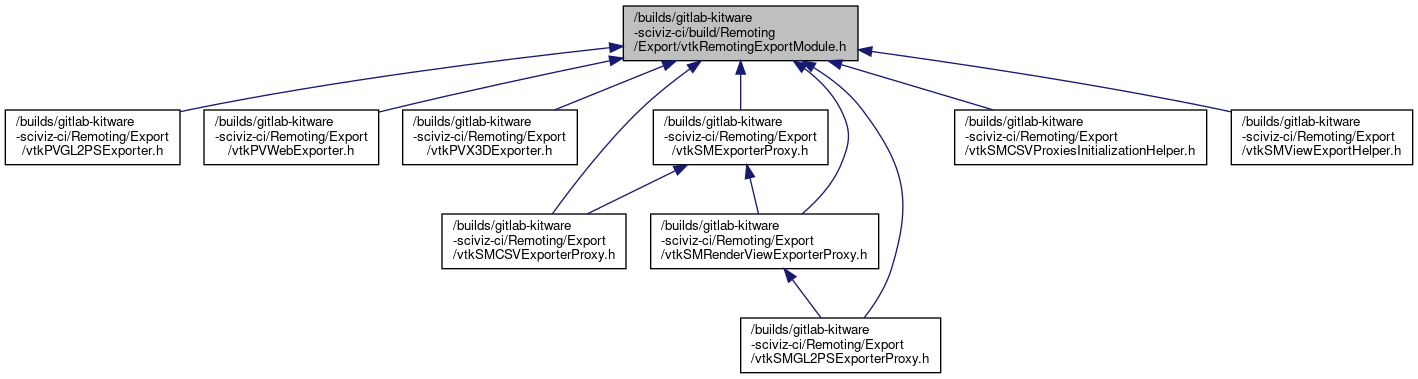 /builds/gitlab-kitware
-sciviz-ci/build/Remoting
/Export/vtkRemotingExportModule.h
/builds/gitlab-kitware
-sciviz-ci/Remoting/Export
/vtkPVGL2PSExporter.h
/builds/gitlab-kitware
-sciviz-ci/Remoting/Export
/vtkPVWebExporter.h
/builds/gitlab-kitware
-sciviz-ci/Remoting/Export
/vtkPVX3DExporter.h
/builds/gitlab-kitware
-sciviz-ci/Remoting/Export
/vtkSMExporterProxy.h
/builds/gitlab-kitware
-sciviz-ci/Remoting/Export
/vtkSMCSVProxiesInitializationHelper.h
/builds/gitlab-kitware
-sciviz-ci/Remoting/Export
/vtkSMViewExportHelper.h
/builds/gitlab-kitware
-sciviz-ci/Remoting/Export
/vtkSMCSVExporterProxy.h
/builds/gitlab-kitware
-sciviz-ci/Remoting/Export
/vtkSMRenderViewExporterProxy.h
/builds/gitlab-kitware
-sciviz-ci/Remoting/Export
/vtkSMGL2PSExporterProxy.h